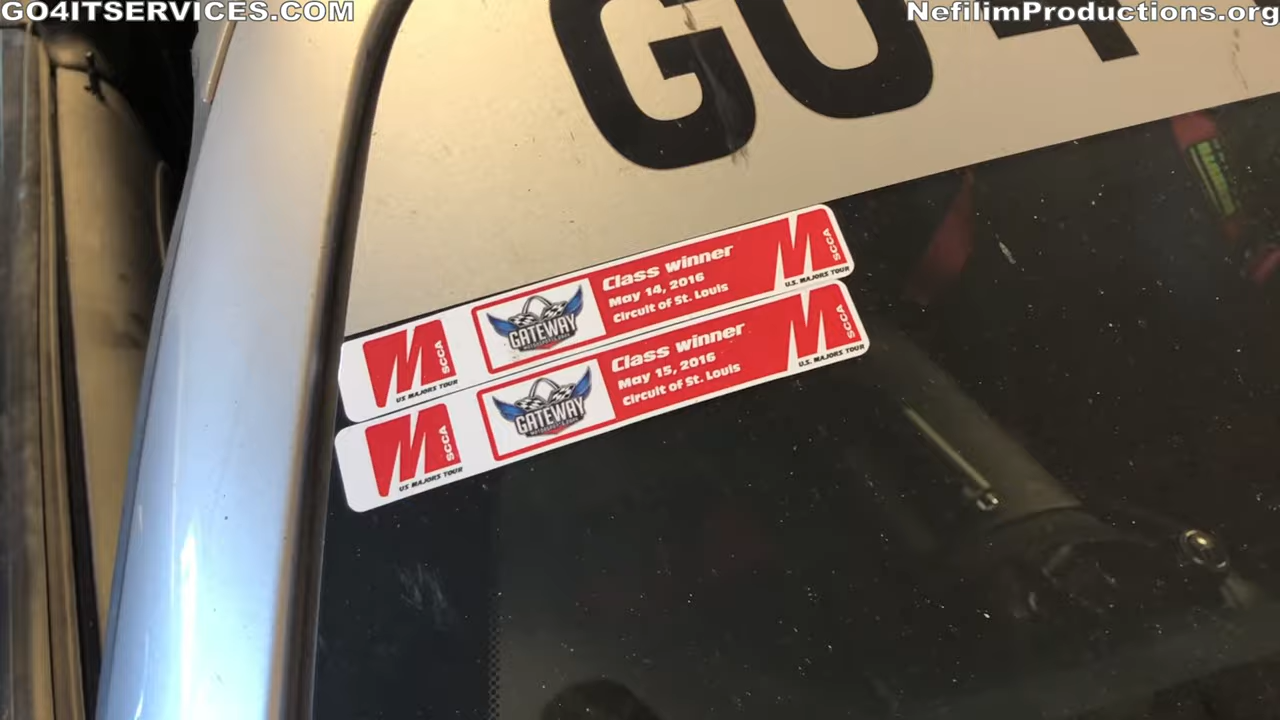 GO4ITSERVICES.COM
NefilimProductions.org
GO 4
M SCCA
US MAJORS TOUR
GATEWAY
Class winner
May 14, 2016
Circuit of St. Louis
M SCCA
U.S. MAJORS TOUR
M SCCA
US MAJORS TOUR
GATEWAY
Class winner
May 15, 2016
Circuit of St. Louis
M SCCA
U.S. MAJORS TOUR